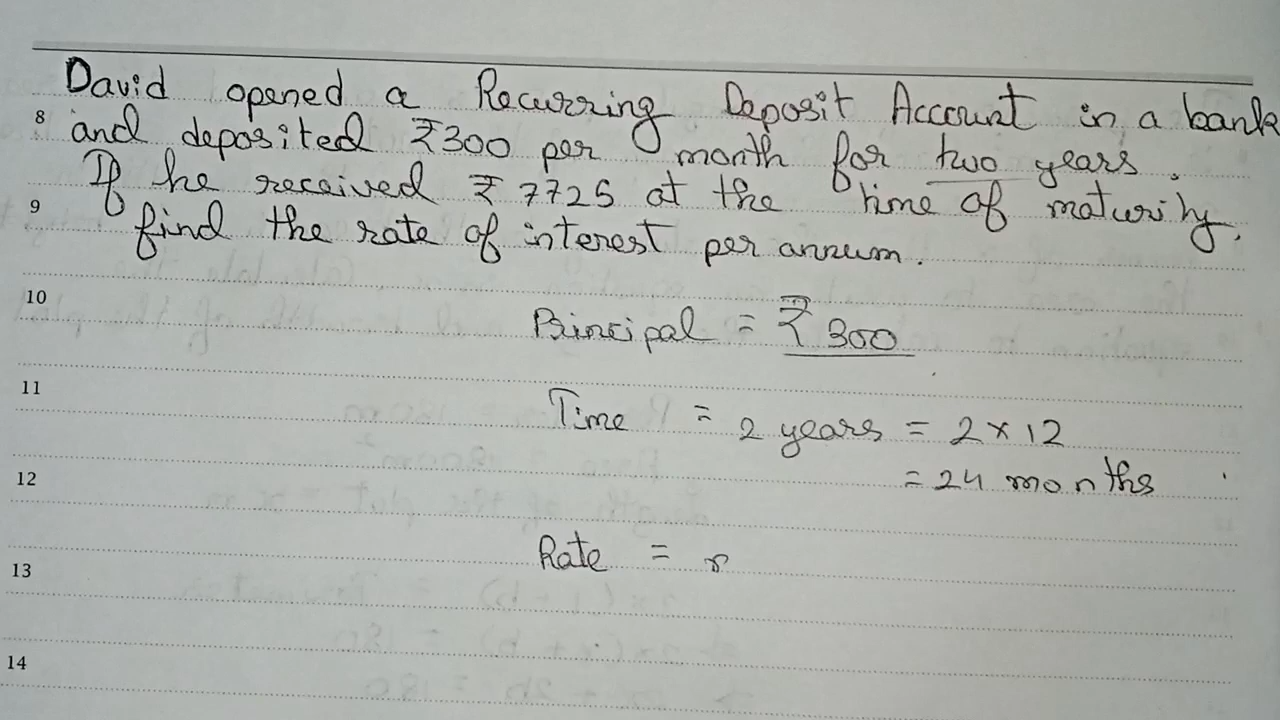 David opened a Recurring Deposit Account in a bank
8 and deposited ₹300 per month for two years.
If he received ₹7725 at the time of maturity,
9 find the rate of interest per annum.
10
Principal = ₹300
11
Time = 2 years = 2 × 12
12 = 24 months
Rate = r
13
14